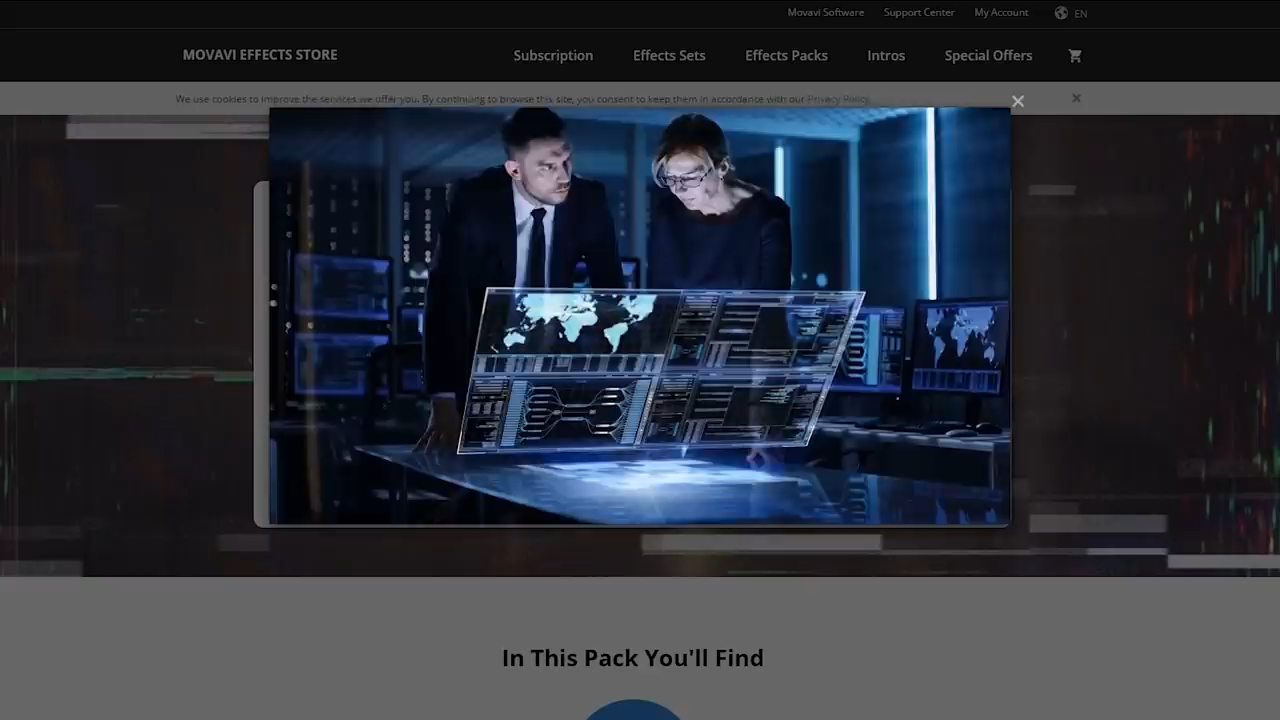 Movavi Software Support Center My Account EN
MOVAVI EFFECTS STORE Subscription Effects Sets Effects Packs Intros Special Offers
We use cookies to improve the services we offer you. By continuing to browse this site, you consent to keep them in accordance with our Privacy Policy.
In This Pack You'll Find